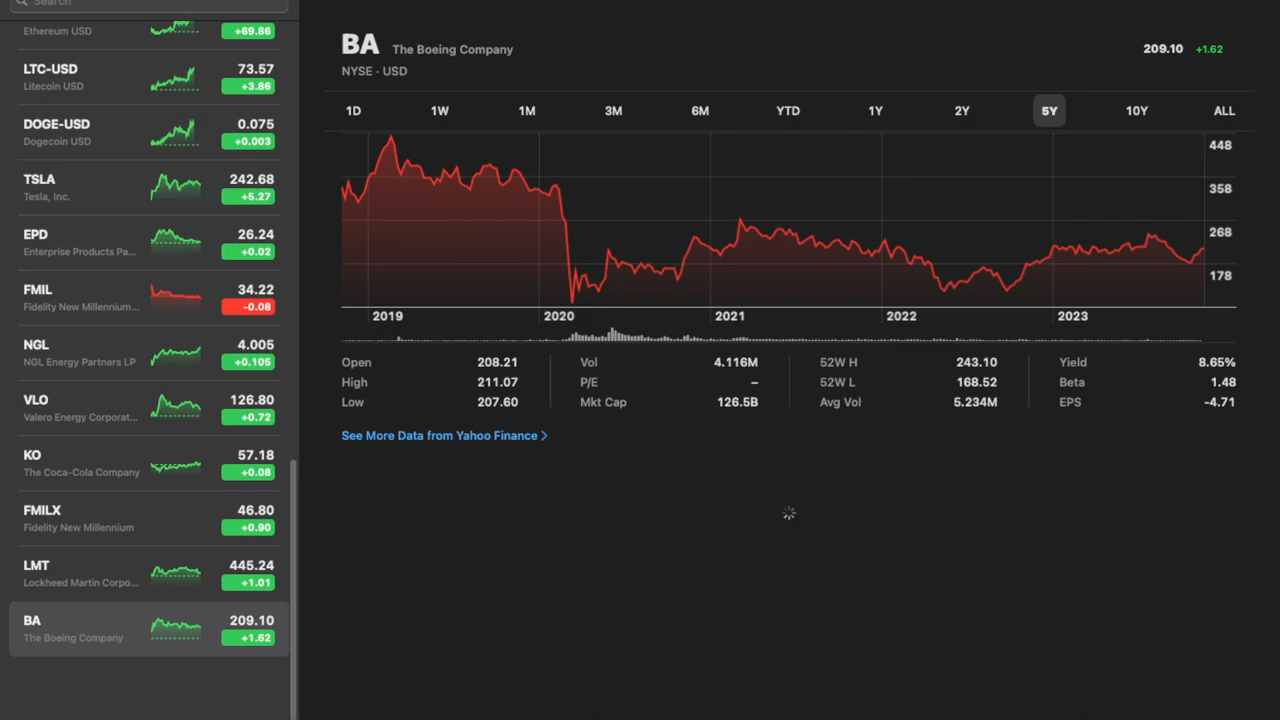 Search
Ethereum USD +69.86
LTC-USD 73.57
Litecoin USD +3.86
DOGE-USD 0.075
Dogecoin USD +0.003
TSLA 242.68
Tesla, Inc. +5.27
EPD 26.24
Enterprise Products Pa... +0.02
FMIL 34.22
Fidelity New Millennium... -0.08
NGL 4.005
NGL Energy Partners LP +0.105
VLO 126.80
Valero Energy Corporat... +0.72
KO 57.18
The Coca-Cola Company +0.08
FMILX 46.80
Fidelity New Millennium +0.90
LMT 445.24
Lockheed Martin Corpo... +1.01
BA 209.10
The Boeing Company +1.62
BA The Boeing Company 209.10 +1.62
NYSE · USD
1D 1W 1M 3M 6M YTD 1Y 2Y 5Y 10Y ALL
448
358
268
178
2019 2020 2021 2022 2023
Open 208.21 Vol 4.116M 52W H 243.10 Yield 8.65%
High 211.07 P/E – 52W L 168.52 Beta 1.48
Low 207.60 Mkt Cap 126.5B Avg Vol 5.234M EPS -4.71
See More Data from Yahoo Finance >